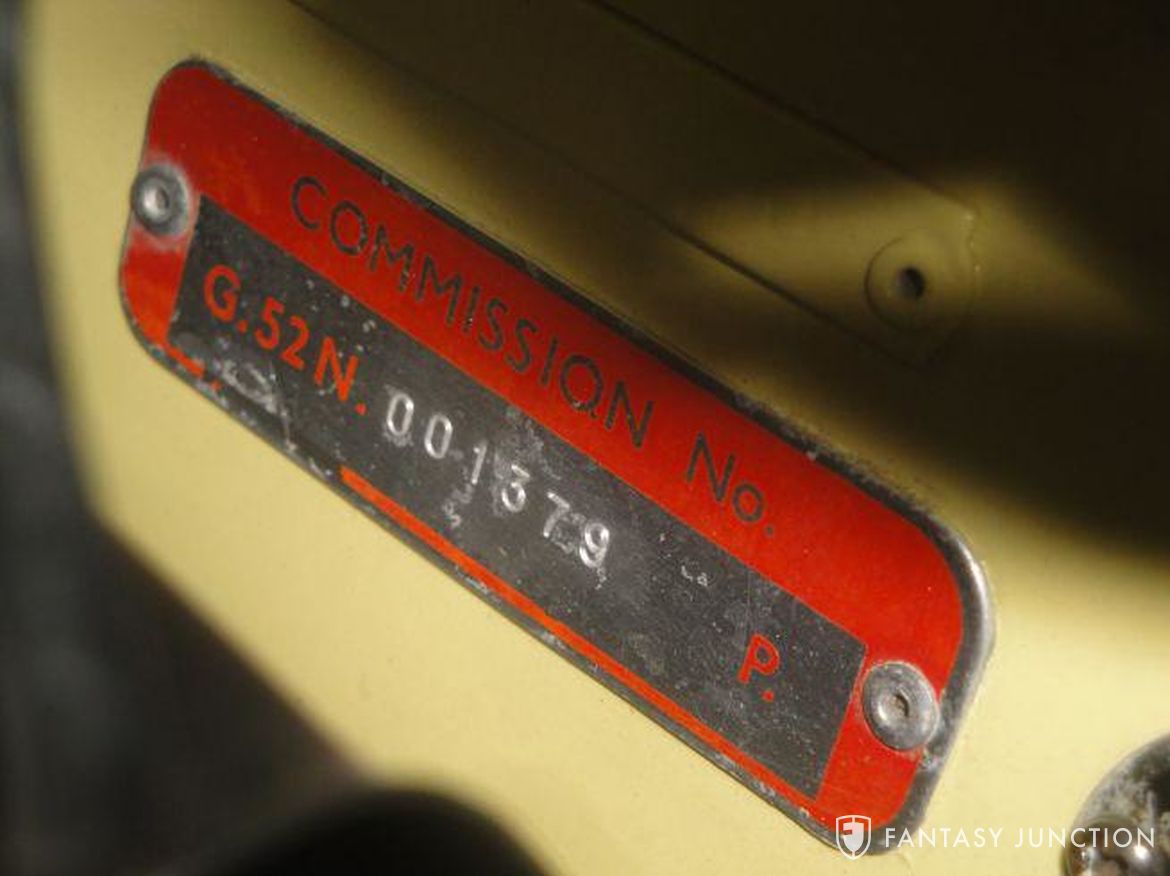 COMMISSION No.
G.52N. 001379 P.
FANTASY JUNCTION